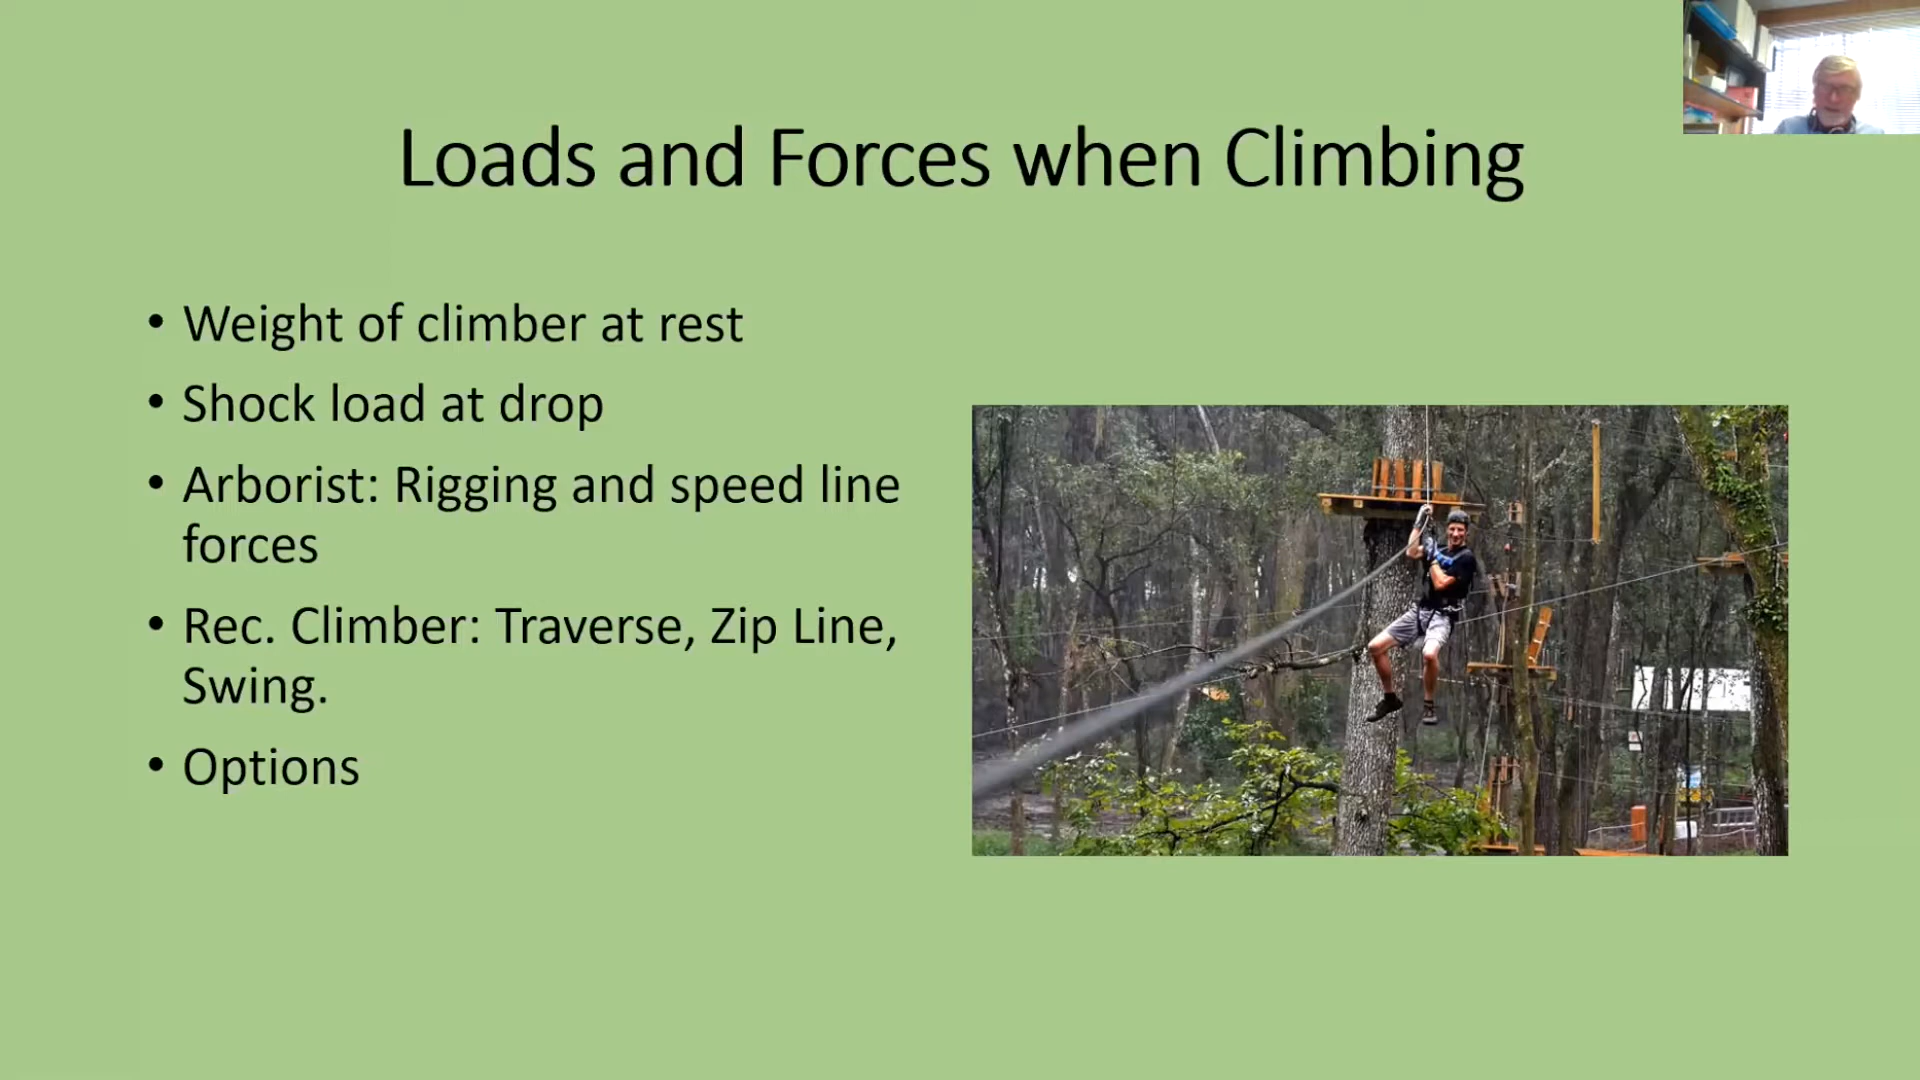 Loads and Forces when Climbing
• Weight of climber at rest
• Shock load at drop
• Arborist: Rigging and speed line
forces
• Rec. Climber: Traverse, Zip Line,
Swing.
• Options